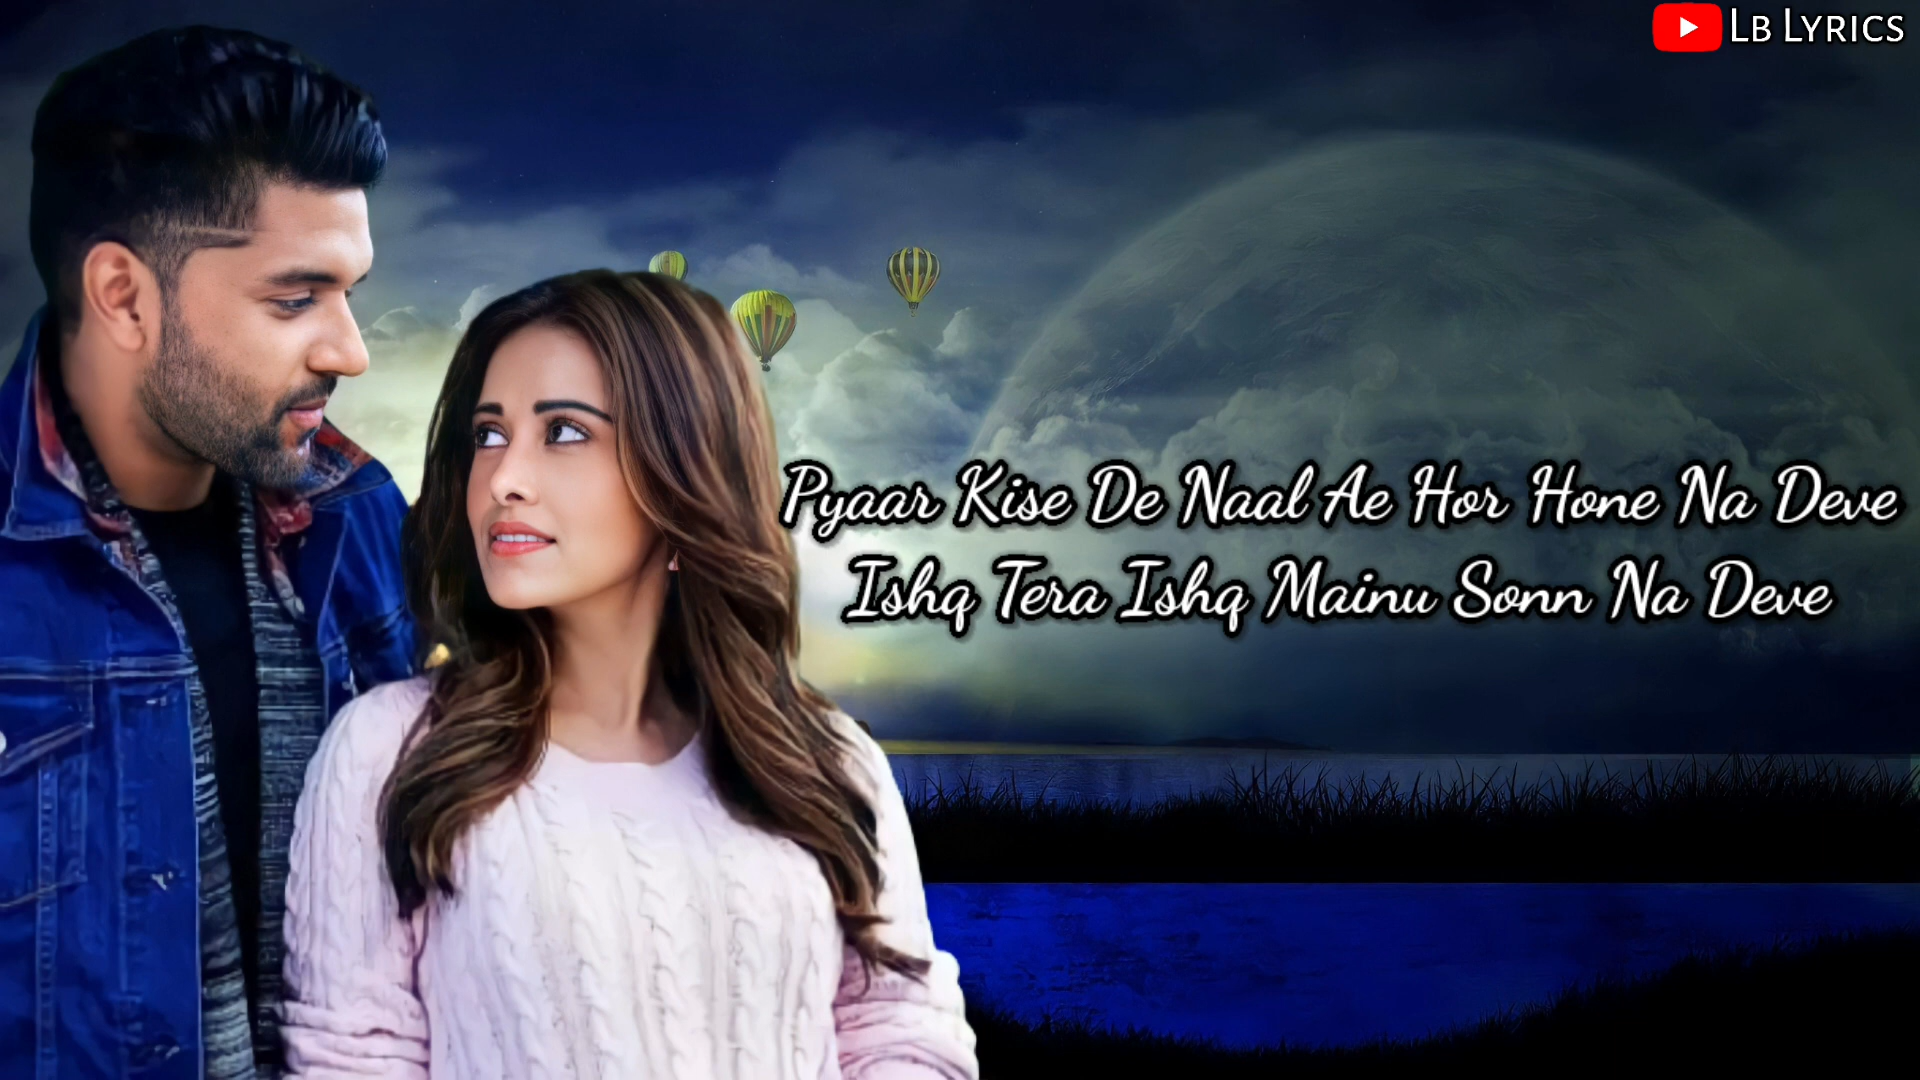 Lb Lyrics
Pyaar Kise De Naal Ae Hor Hone Na Deve
Ishq Tera Ishq Mainu Sonn Na Deve